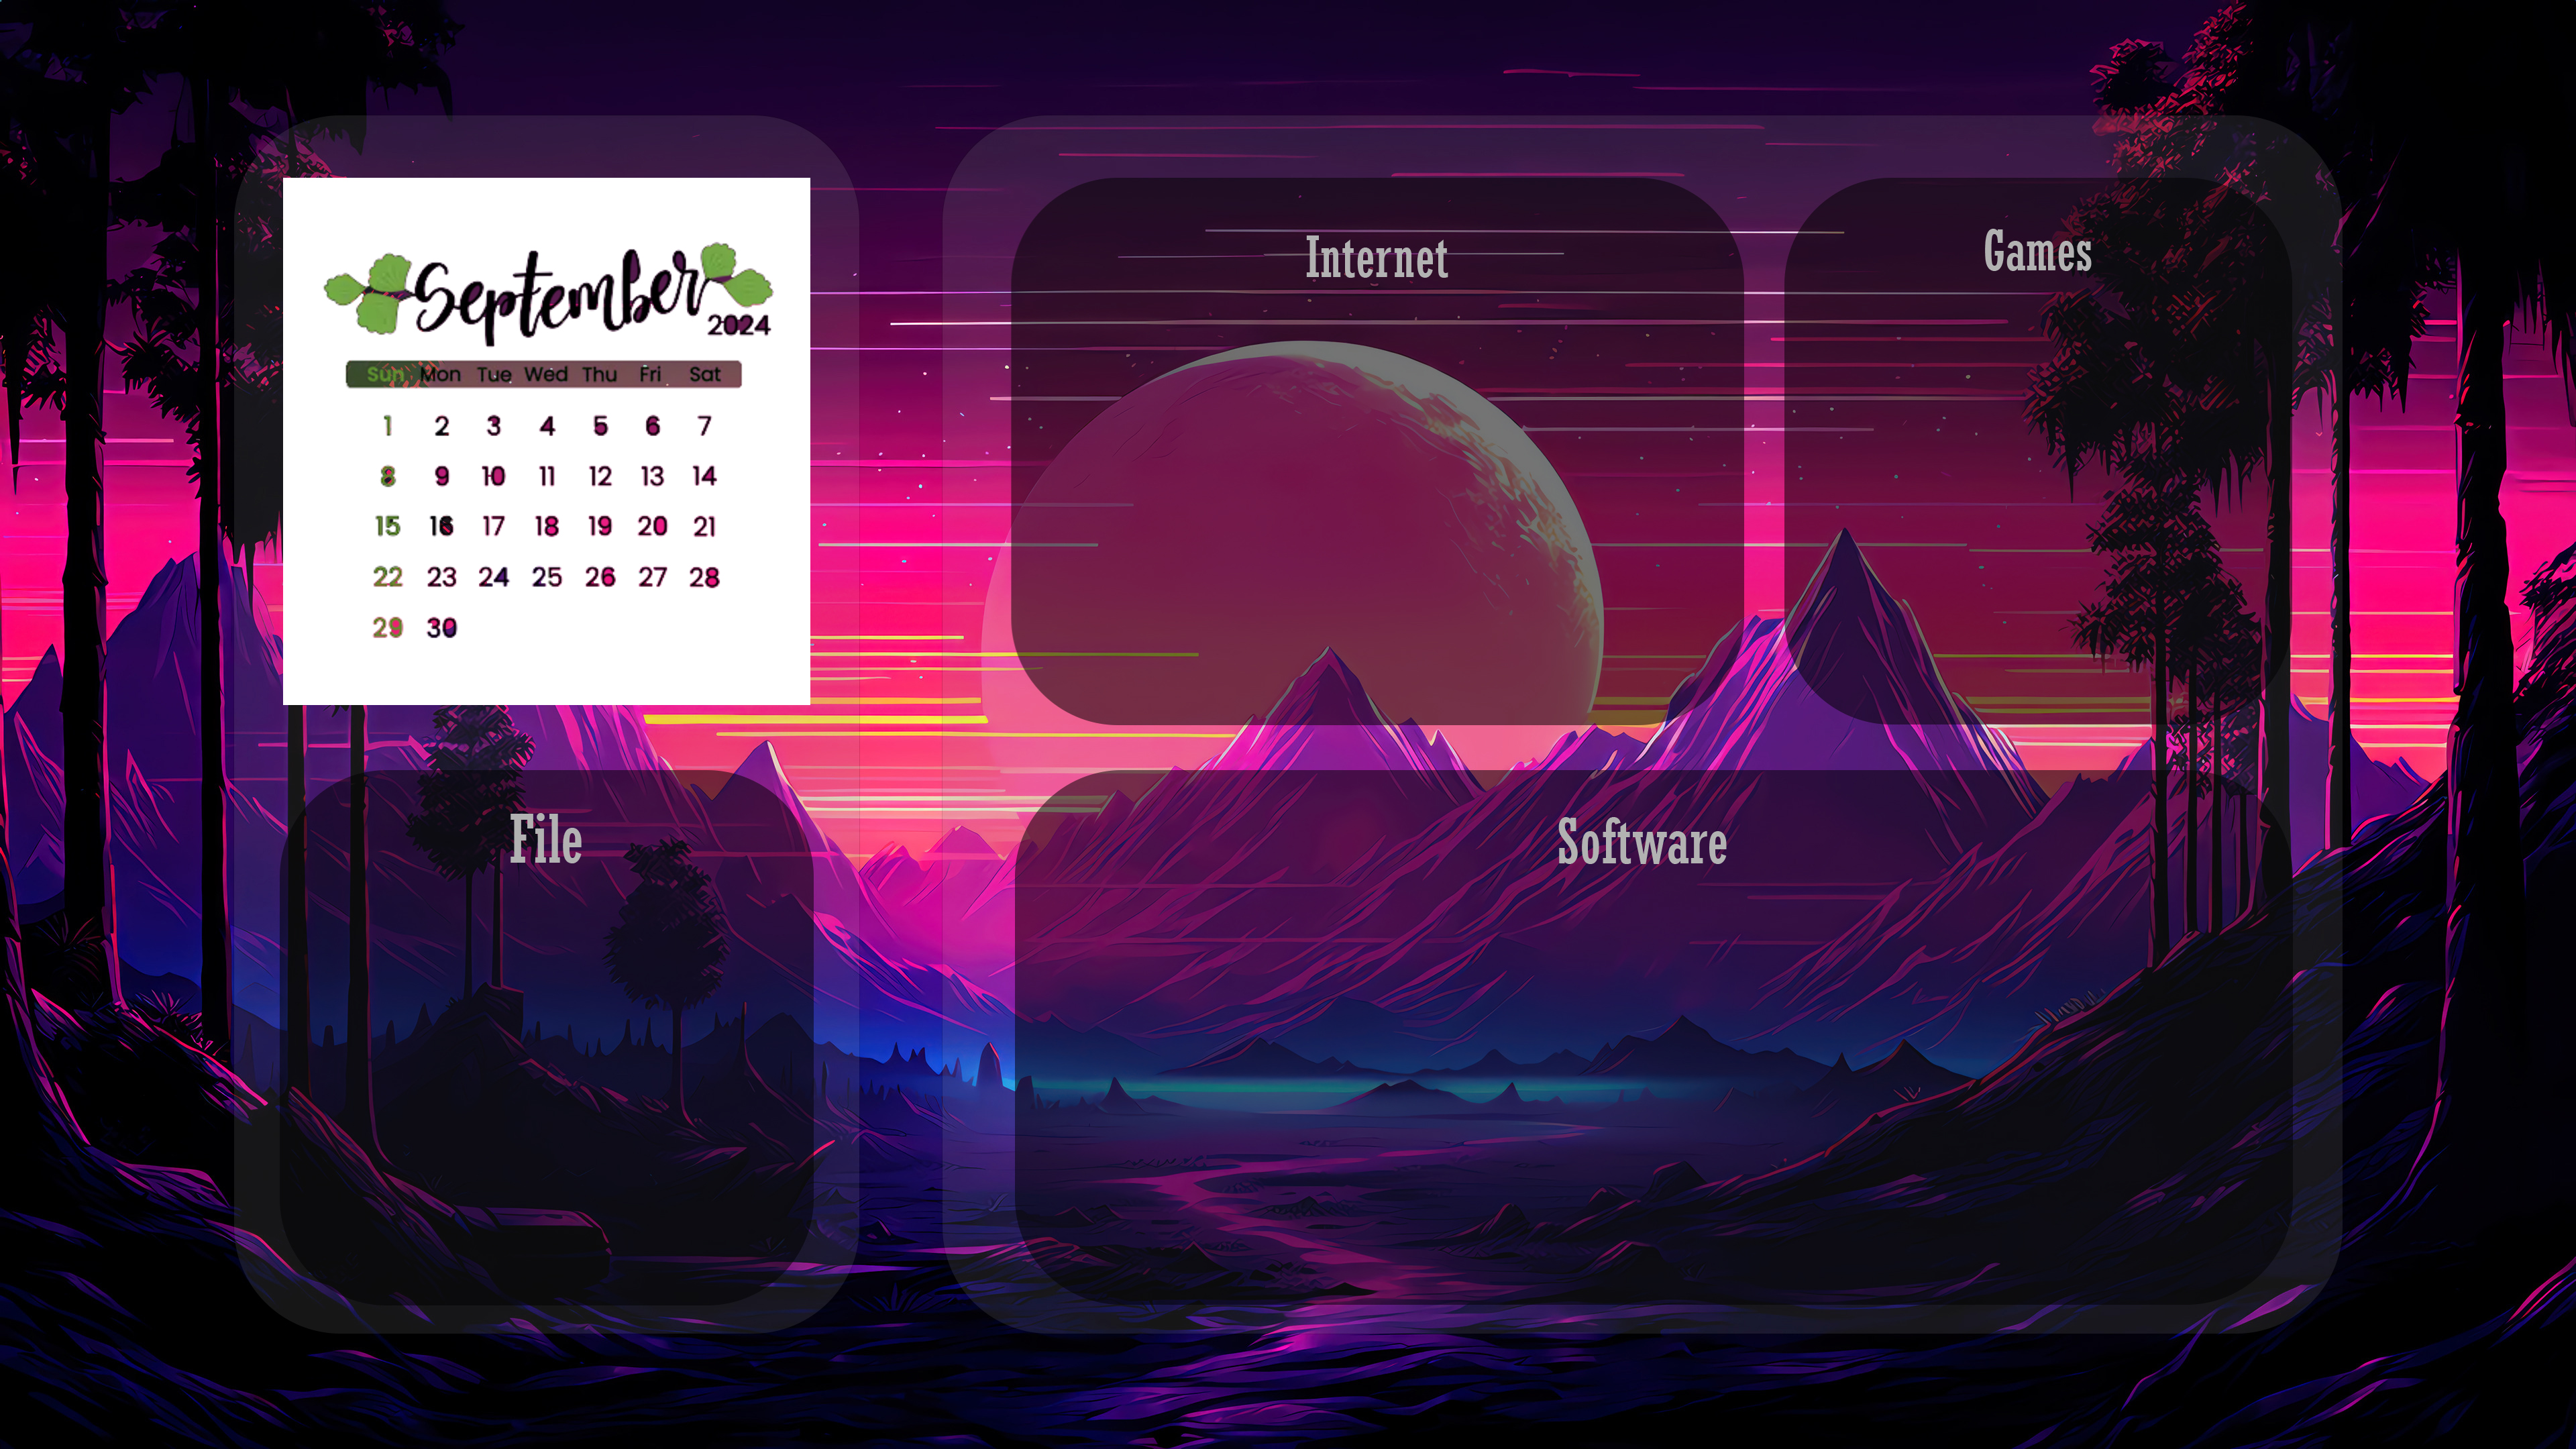 September
2024
Sun Mon Tue Wed Thu Fri Sat
1 2 3 4 5 6 7
8 9 10 11 12 13 14
15 16 17 18 19 20 21
22 23 24 25 26 27 28
29 30
Internet
Games
File
Software